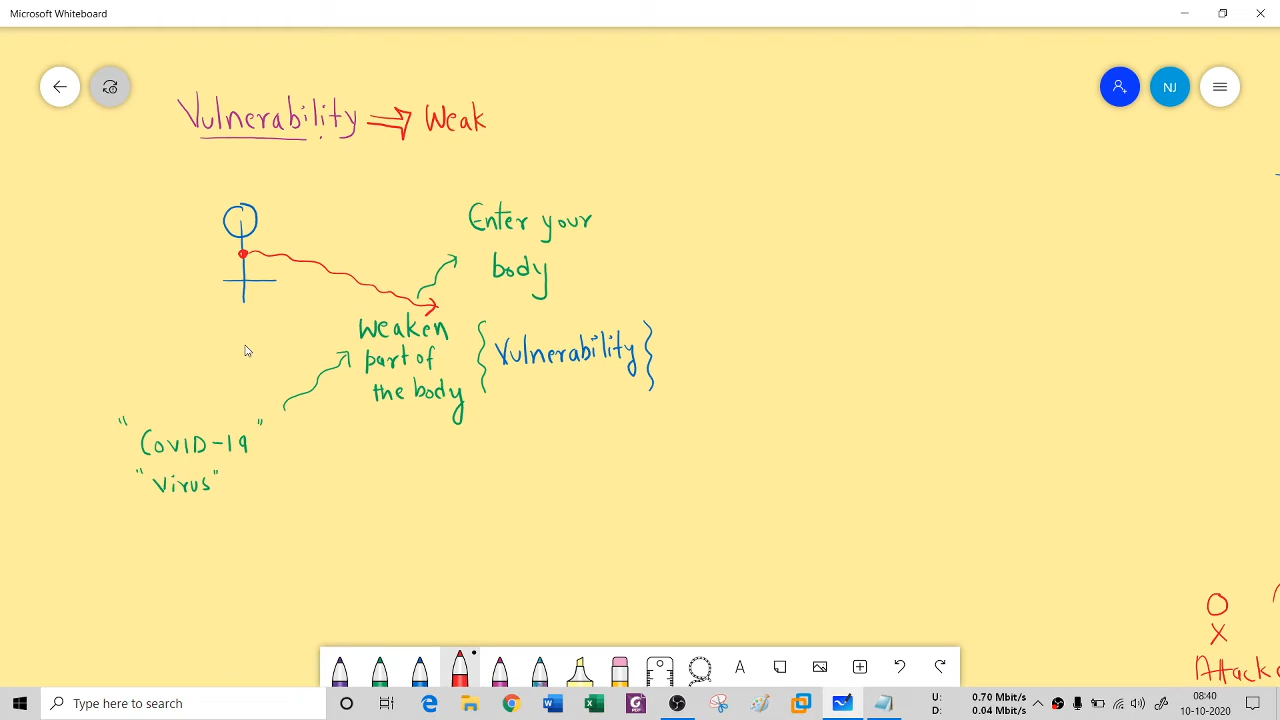 Microsoft Whiteboard
NJ
Vulnerability ⇒ Weak
Enter your
body
Weaken
part of
the body
{Vulnerability}
"COVID-19"
"Virus"
A
Type here to search
U: 0.70 Mbit/s
D: 0.04 Mbit/s
08:40
10-10-2020